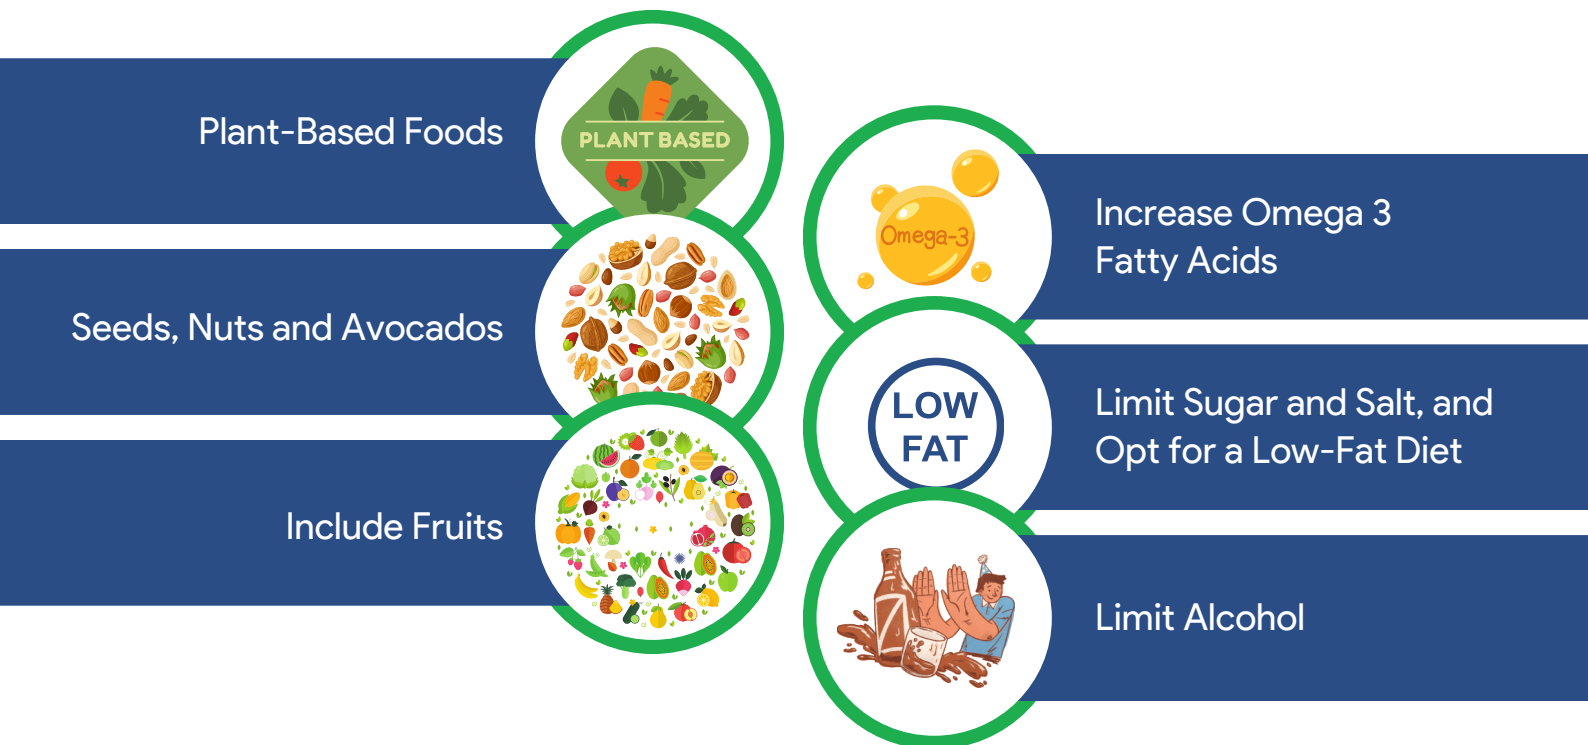 Plant-Based Foods
PLANT BASED
Seeds, Nuts and Avocados
Include Fruits
Omega-3
Increase Omega 3
Fatty Acids
LOW
FAT
Limit Sugar and Salt, and
Opt for a Low-Fat Diet
Limit Alcohol